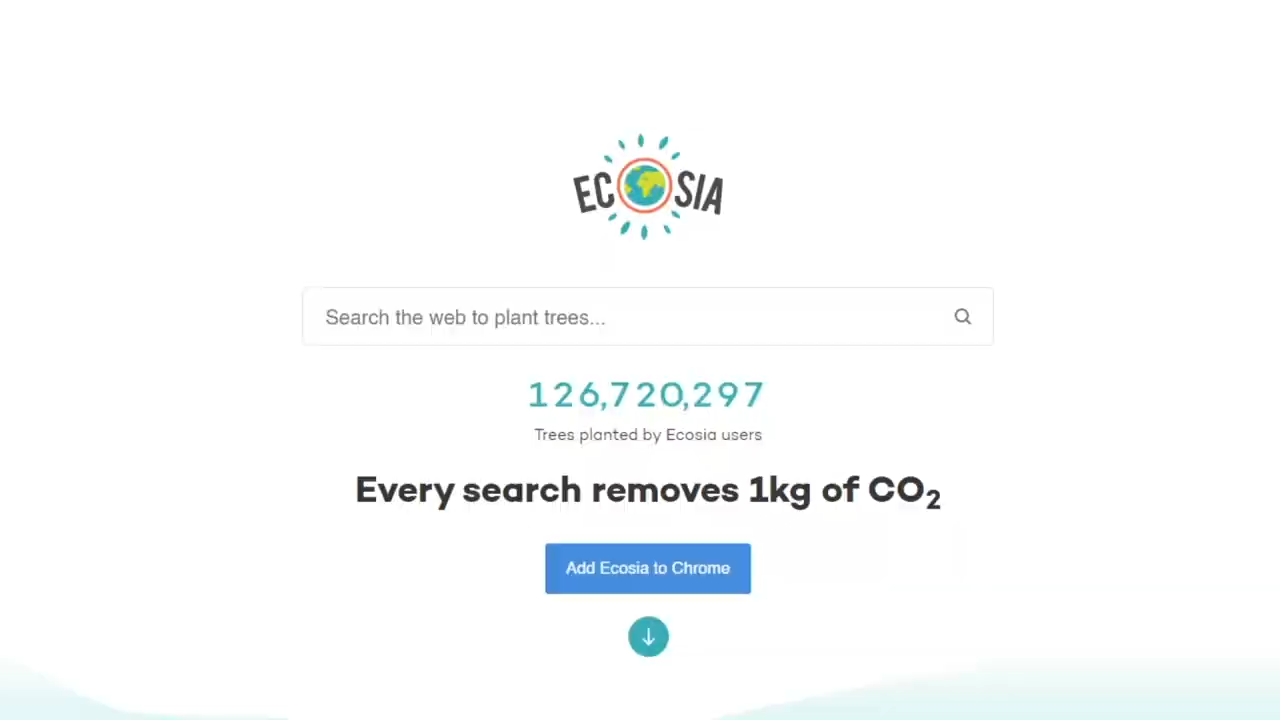 ECOSIA
Search the web to plant trees...
126,720,297
Trees planted by Ecosia users
Every search removes 1kg of CO₂
Add Ecosia to Chrome